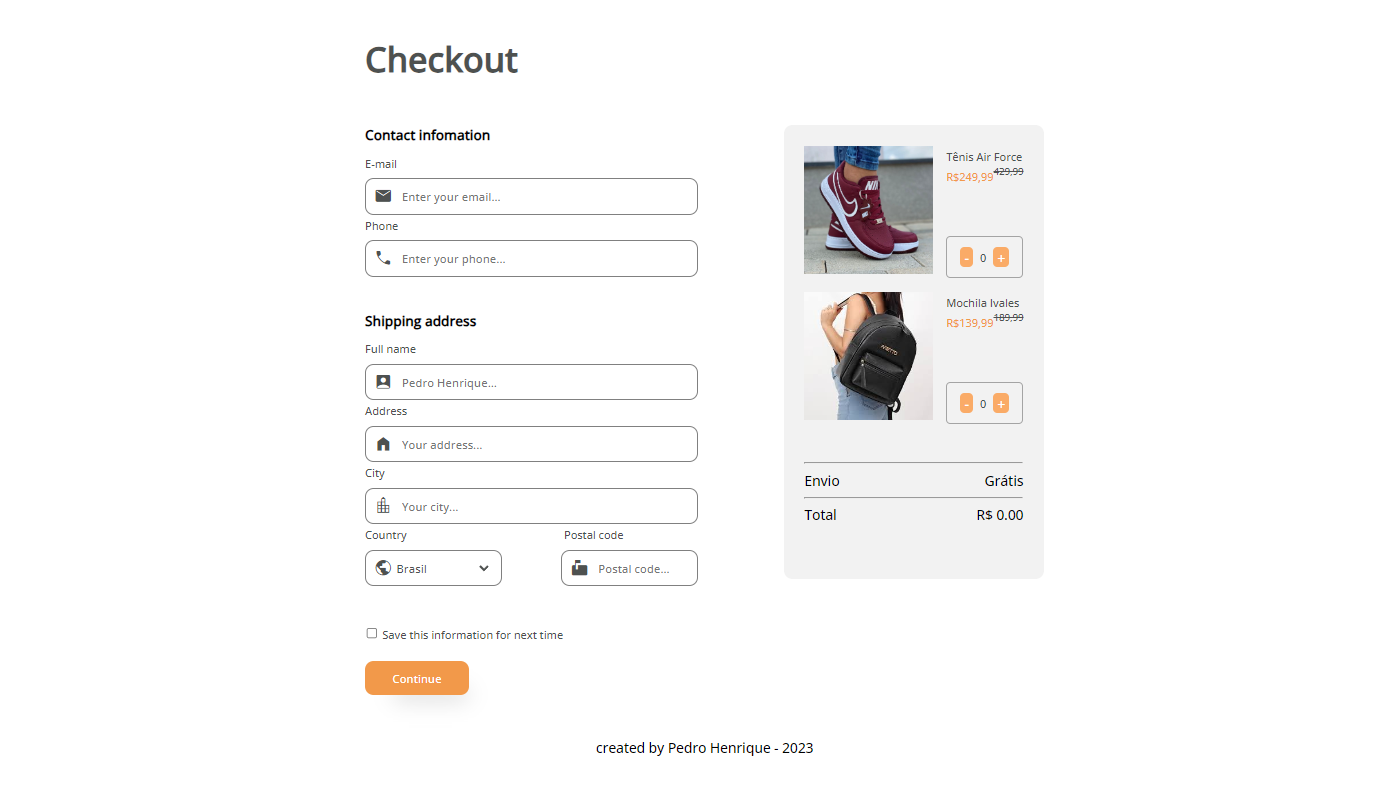 Checkout
Contact infomation
E-mail
Enter your email...
Phone
Enter your phone...
Shipping address
Full name
Pedro Henrique...
Address
Your address...
City
Your city...
Country
Postal code
Brasil
Postal code...
Save this information for next time
Continue
Tênis Air Force
R$249,99 429,99
- 0 +
Mochila Ivales
R$139,99 189,99
- 0 +
Envio Grátis
Total R$ 0.00
created by Pedro Henrique - 2023